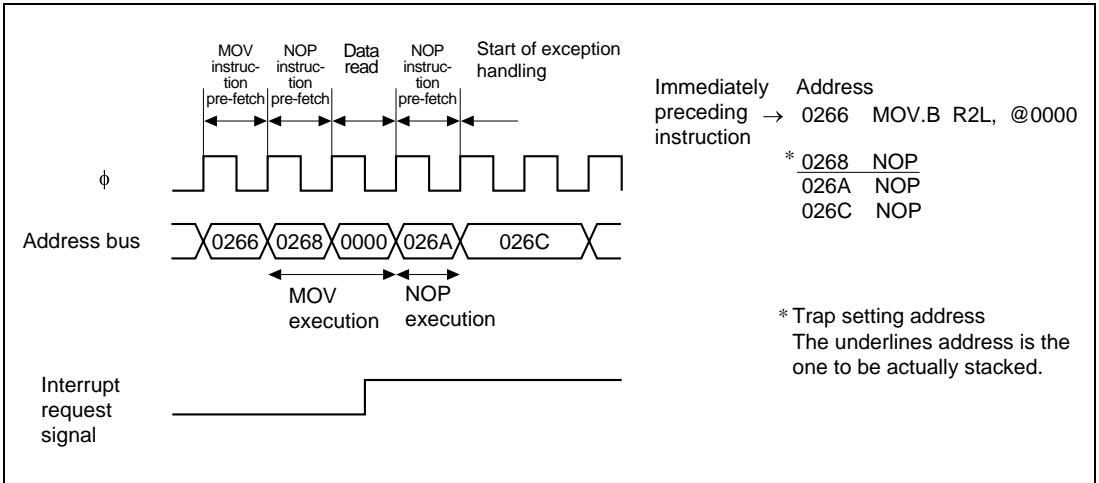 MOV
instruc-
tion
pre-fetch
NOP
instruc-
tion
pre-fetch
Data
read
NOP
instruc-
tion
pre-fetch
Start of exception
handling
ϕ
Address bus
0266 0268 0000 026A 026C
MOV
execution
NOP
execution
Interrupt
request
signal
Immediately
preceding →
instruction
Address
0266 MOV.B R2L, @0000
* 0268 NOP
026A NOP
026C NOP
* Trap setting address
The underlines address is the
one to be actually stacked.